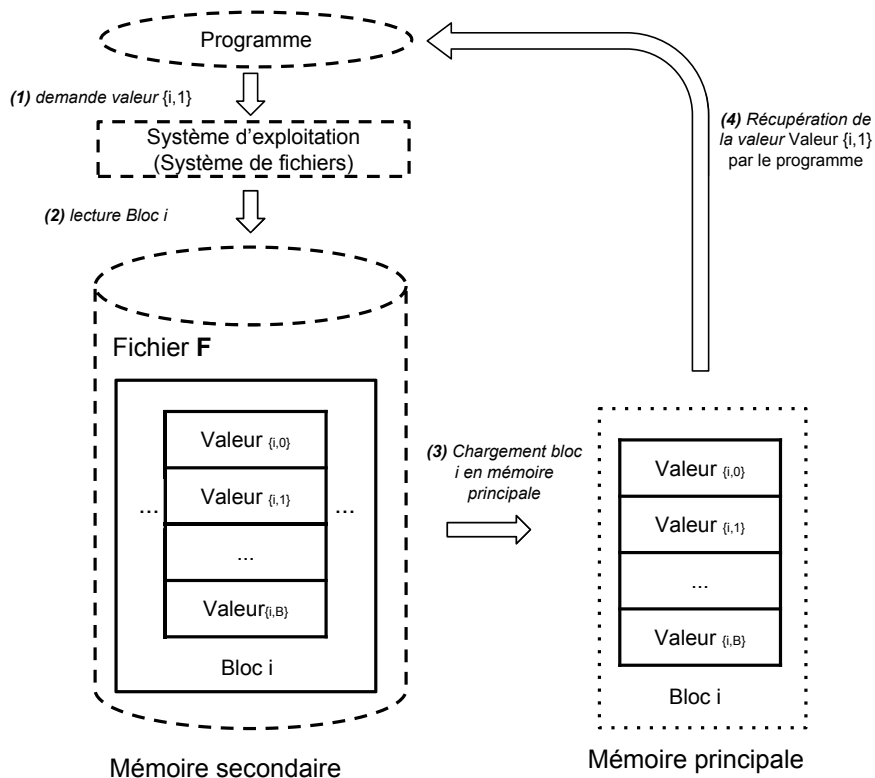 Programme
(1) demande valeur {i,1}
Système d'exploitation
(Système de fichiers)
(2) lecture Bloc i
(4) Récupération de
la valeur Valeur {i,1}
par le programme
Fichier F
Valeur {i,0}
... Valeur {i,1} ...
...
Valeur{i,B}
Bloc i
(3) Chargement bloc
i en mémoire
principale
Valeur {i,0}
Valeur {i,1}
...
Valeur {i,B}
Bloc i
Mémoire secondaire
Mémoire principale